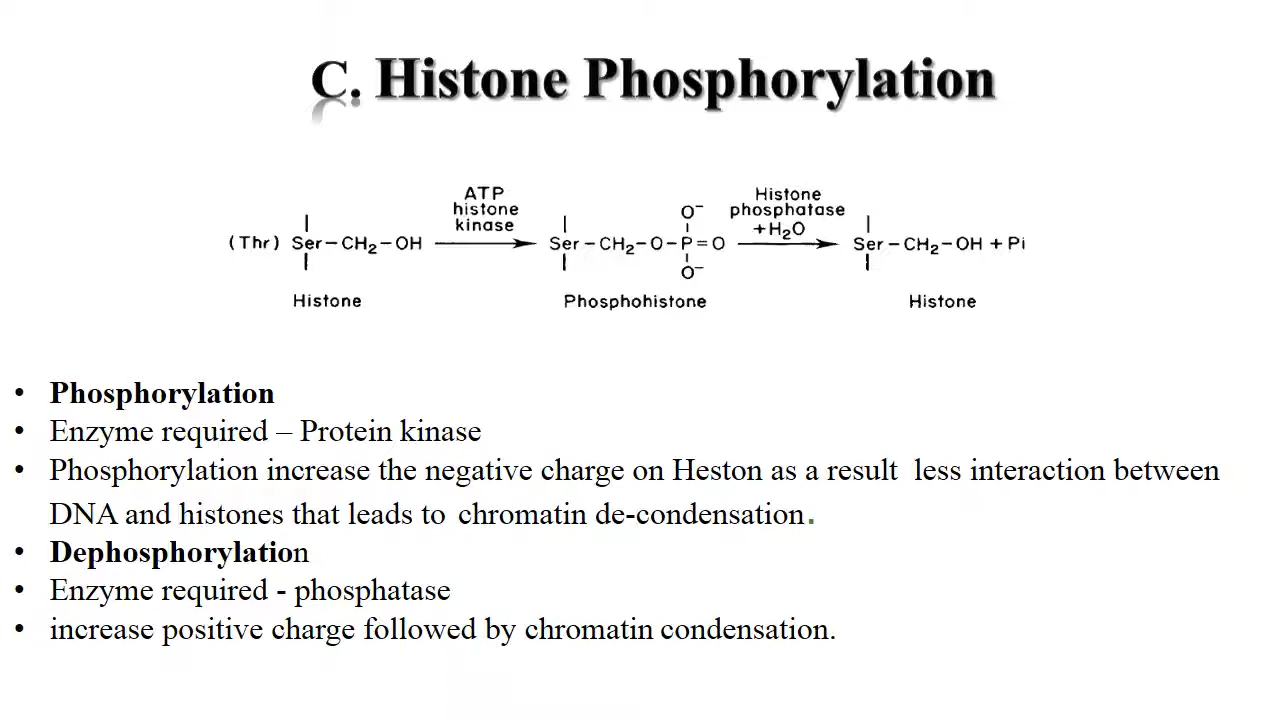 C. Histone Phosphorylation
ATP
histone
kinase
Histone
phosphatase
+H2O
O⁻ O⁻
(Thr) Ser–CH2–OH Ser–CH2–O–P=O Ser–CH2–OH + Pi
Histone Phosphohistone Histone
• Phosphorylation
• Enzyme required – Protein kinase
• Phosphorylation increase the negative charge on Heston as a result less interaction between
DNA and histones that leads to chromatin de-condensation.
• Dephosphorylation
• Enzyme required - phosphatase
• increase positive charge followed by chromatin condensation.